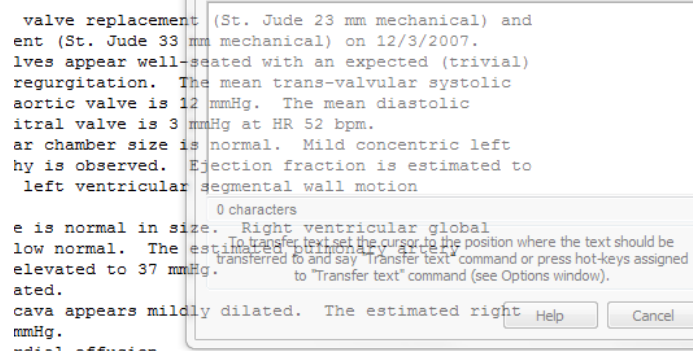 valve replacement (St. Jude 23 mm mechanical) and
ent (St. Jude 33 mm mechanical) on 12/3/2007.
lves appear well-seated with an expected (trivial)
regurgitation. The mean trans-valvular systolic
aortic valve is 12 mmHg. The mean diastolic
itral valve is 3 mmHg at HR 52 bpm.
ar chamber size is normal. Mild concentric left
hy is observed. Ejection fraction is estimated to
left ventricular segmental wall motion
0 characters
e is normal in size. Right ventricular global
low normal. The estimated pulmonary artery
elevated to 37 mmHg.
ated.
cava appears mildly dilated. The estimated right
mmHg.
rdial effusion
To transfer text set the cursor to the position where the text should be
transferred to and say "Transfer text" command or press hot-keys assigned
to "Transfer text" command (see Options window).
Help Cancel